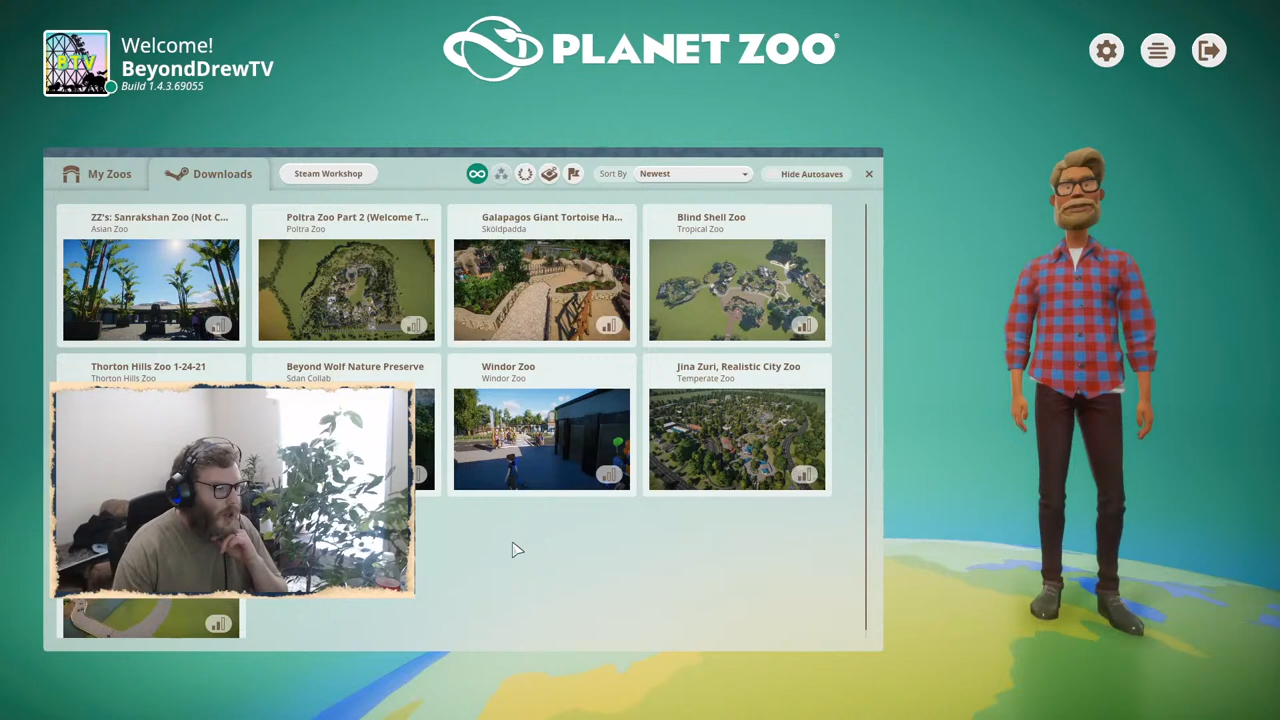 Welcome!
BeyondDrewTV
Build 1.4.3.69055
PLANET ZOO
My Zoos
Downloads
Steam Workshop
Sort By
Newest
Hide Autosaves
ZZ's: Sanrakshan Zoo (Not C...
Asian Zoo
Poltra Zoo Part 2 (Welcome T...
Poltra Zoo
Galapagos Giant Tortoise Ha...
Sköldpadda
Blind Shell Zoo
Tropical Zoo
Thorton Hills Zoo 1-24-21
Thorton Hills Zoo
Beyond Wolf Nature Preserve
Sdan Collab
Windor Zoo
Windor Zoo
Jina Zuri, Realistic City Zoo
Temperate Zoo